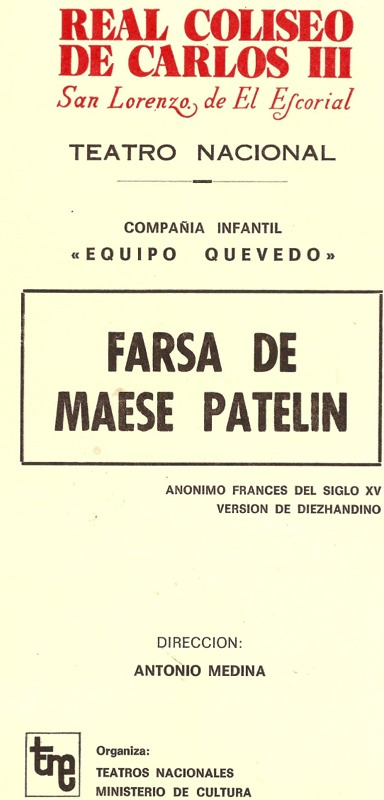 REAL COLISEO
DE CARLOS III
San Lorenzo de El Escorial
TEATRO NACIONAL
COMPAÑIA INFANTIL
«EQUIPO QUEVEDO»
FARSA DE
MAESE PATELIN
ANONIMO FRANCES DEL SIGLO XV
VERSION DE DIEZHANDINO
DIRECCION:
ANTONIO MEDINA
tne
Organiza:
TEATROS NACIONALES
MINISTERIO DE CULTURA